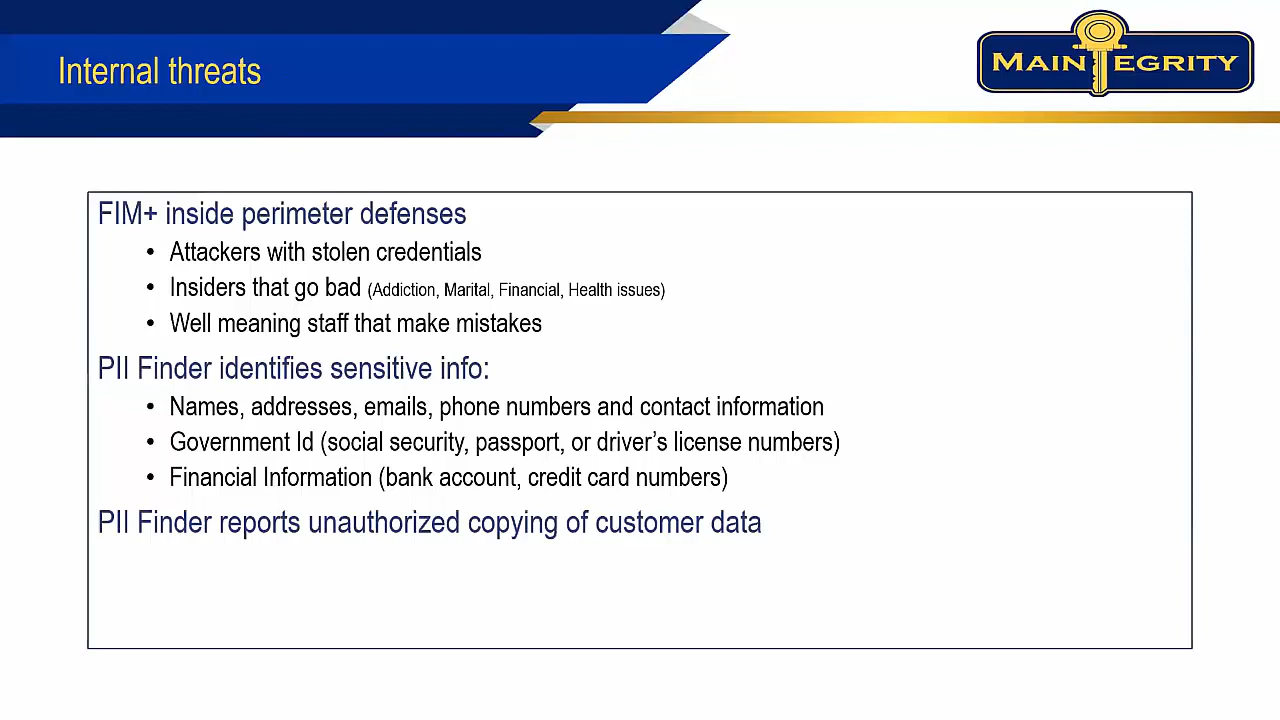 Internal threats
MAIN EGRITY
FIM+ inside perimeter defenses
• Attackers with stolen credentials
• Insiders that go bad (Addiction, Marital, Financial, Health issues)
• Well meaning staff that make mistakes
PII Finder identifies sensitive info:
• Names, addresses, emails, phone numbers and contact information
• Government Id (social security, passport, or driver’s license numbers)
• Financial Information (bank account, credit card numbers)
PII Finder reports unauthorized copying of customer data